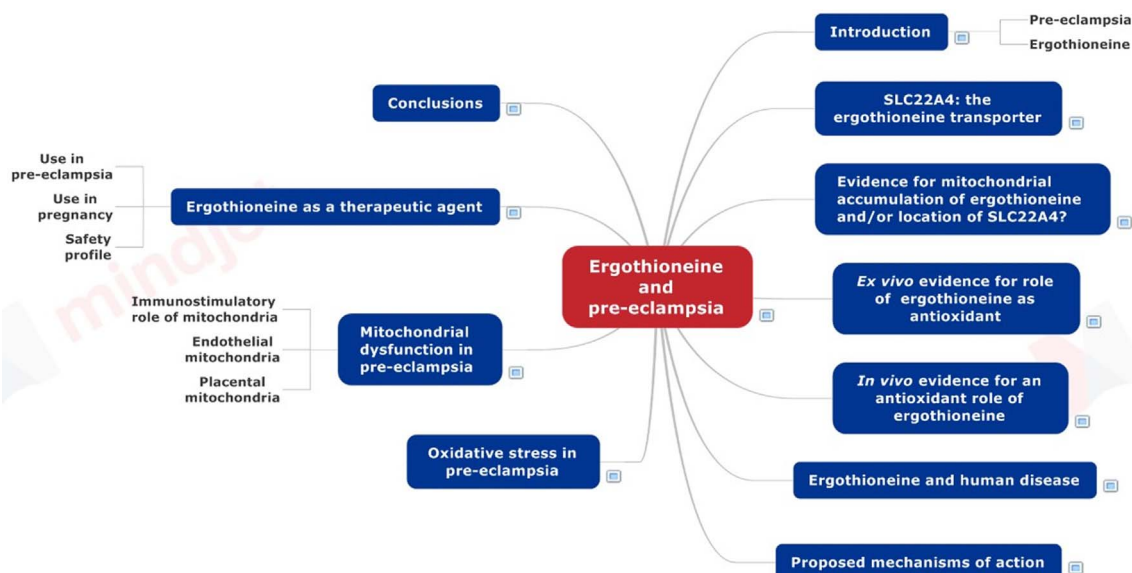 Ergothioneine
and
pre-eclampsia
Introduction
Pre-eclampsia
Ergothioneine
SLC22A4: the
ergothioneine transporter
Evidence for mitochondrial
accumulation of ergothioneine
and/or location of SLC22A4?
Ex vivo evidence for role
of ergothioneine as
antioxidant
In vivo evidence for an
antioxidant role of
ergothioneine
Ergothioneine and human disease
Proposed mechanisms of action
Oxidative stress in
pre-eclampsia
Mitochondrial
dysfunction in
pre-eclampsia
Immunostimulatory
role of mitochondria
Endothelial
mitochondria
Placental
mitochondria
Ergothioneine as a therapeutic agent
Use in
pre-eclampsia
Use in
pregnancy
Safety
profile
Conclusions
mindje